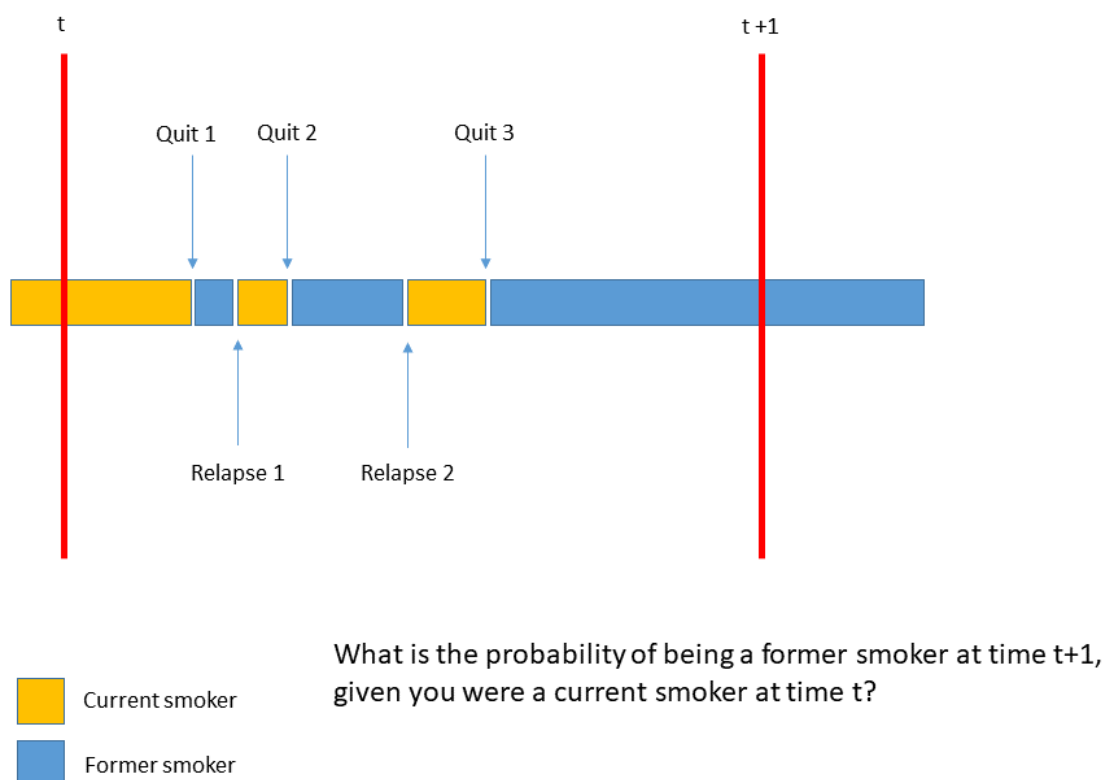 t
t +1
Quit 1
Quit 2
Quit 3
Relapse 1
Relapse 2
What is the probability of being a former smoker at time t+1,
given you were a current smoker at time t?
Current smoker
Former smoker